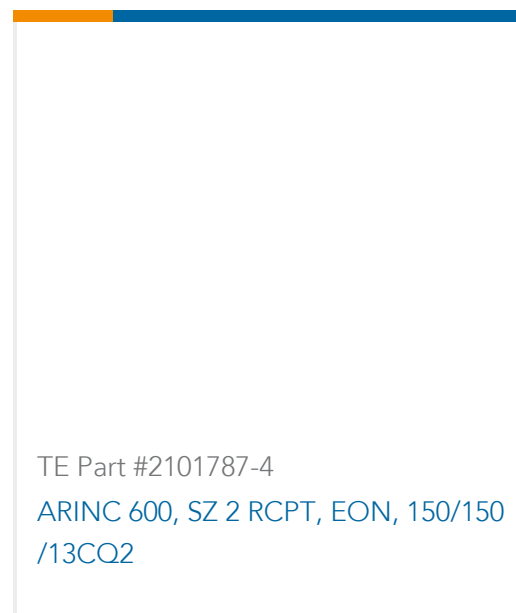 TE Part #2101787-4
ARINC 600, SZ 2 RCPT, EON, 150/150
/13CQ2